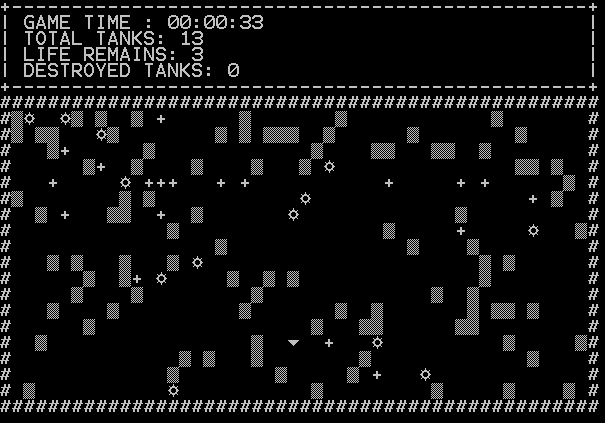 GAME TIME : 00:00:33
TOTAL TANKS: 13
LIFE REMAINS: 3
DESTROYED TANKS: 0